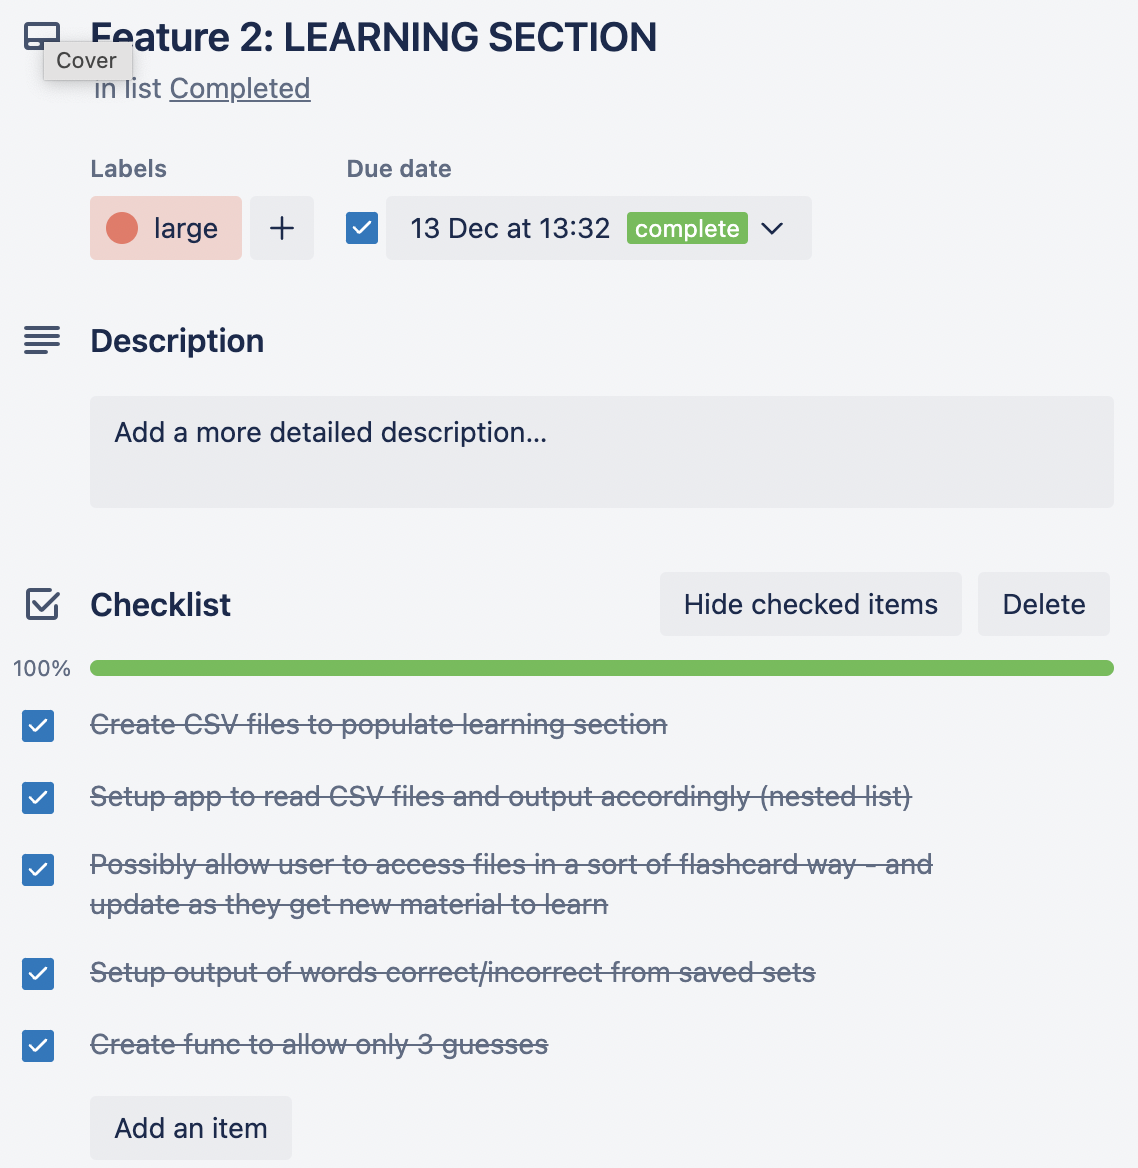 Feature 2: LEARNING SECTION
Cover
in list Completed
Labels
Due date
large
13 Dec at 13:32 complete
Description
Add a more detailed description...
Checklist
Hide checked items
Delete
100%
Create CSV files to populate learning section
Setup app to read CSV files and output accordingly (nested list)
Possibly allow user to access files in a sort of flashcard way - and
update as they get new material to learn
Setup output of words correct/incorrect from saved sets
Create func to allow only 3 guesses
Add an item